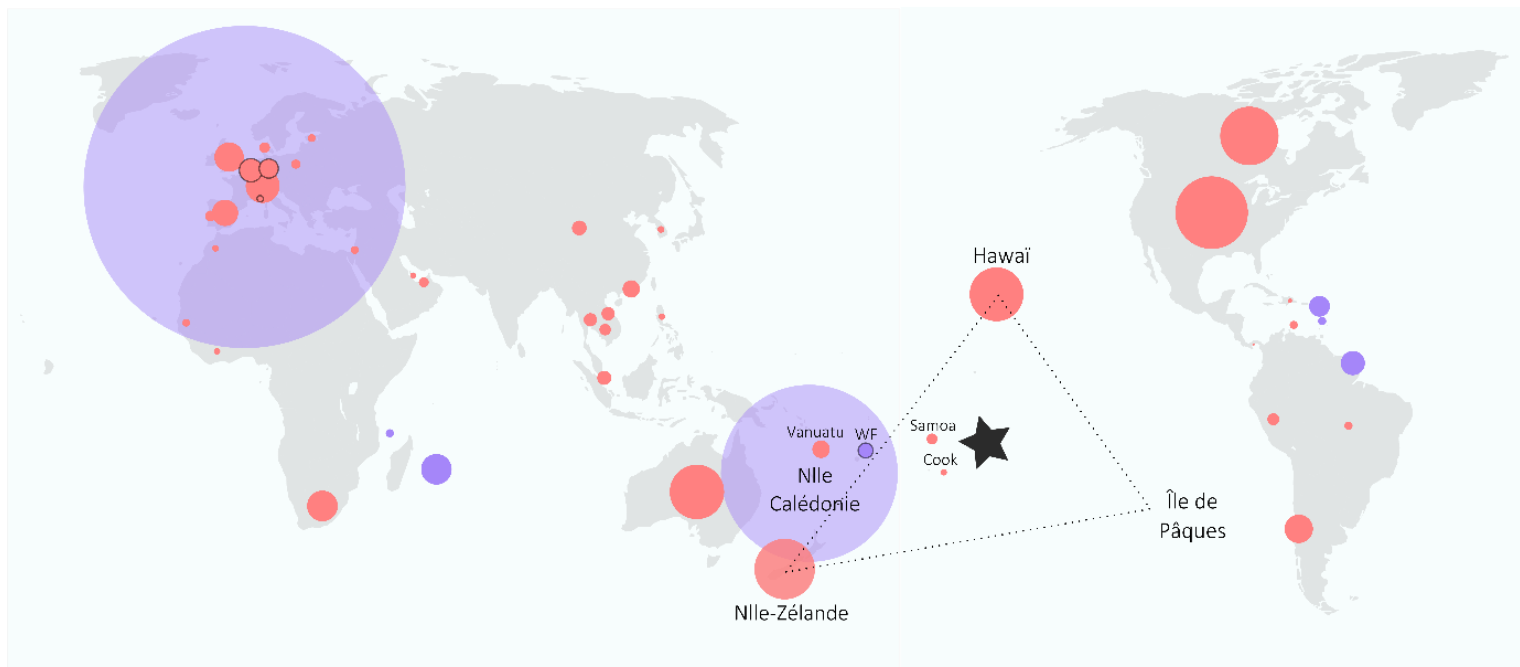 Hawaï
Samoa
Vanuatu
WF
Cook
Nlle
Calédonie
Île de
Pâques
Nlle-Zélande